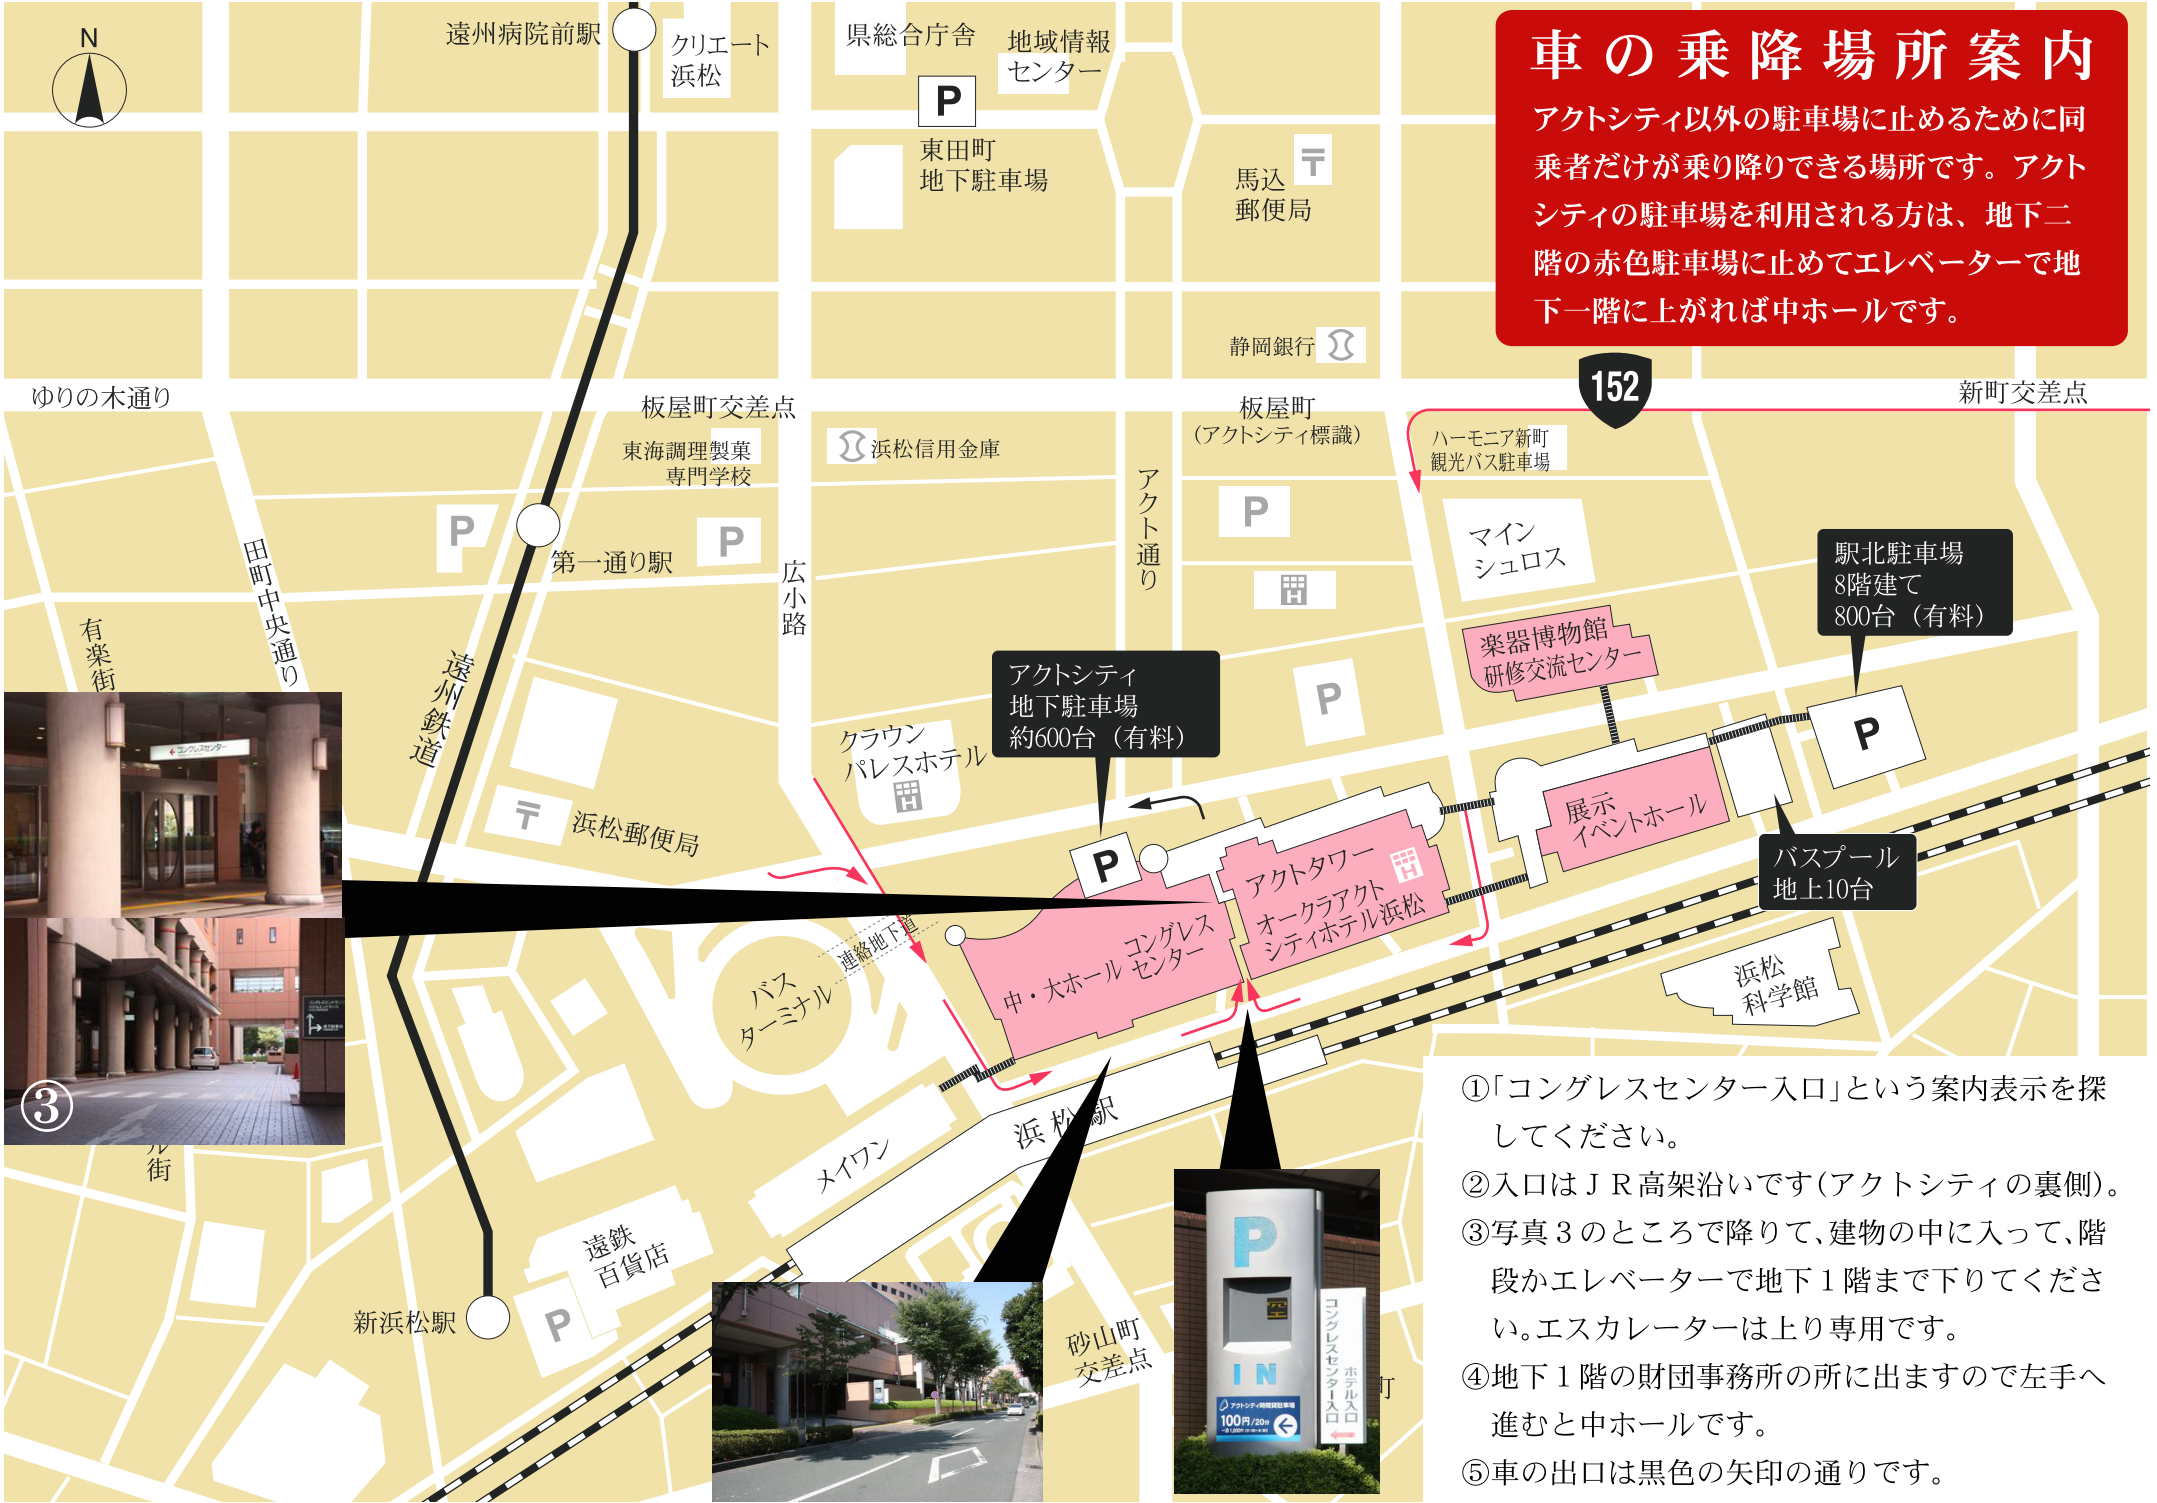 N
遠州病院前駅
クリエート
浜松
県総合庁舎
地域情報
センター
P
東田町
地下駐車場
馬込
郵便局
車の乗降場所案内
アクトシティ以外の駐車場に止めるために同
乗者だけが乗り降りできる場所です。アクト
シティの駐車場を利用される方は、地下二
階の赤色駐車場に止めてエレベーターで地
下一階に上がれば中ホールです。
静岡銀行
152
ゆりの木通り
板屋町交差点
板屋町
(アクトシティ標識)
新町交差点
東海調理製菓
専門学校
浜松信用金庫
ハーモニア新町
観光バス駐車場
アクト通り
P
P
P
第一通り駅
マイン
シュロス
駅北駐車場
8階建て
800台（有料）
田町中央通り
広小路
有楽街
遠州鉄道
楽器博物館
研修交流センター
アクトシティ
地下駐車場
約600台（有料）
P
P
クラウン
パレスホテル
H
H
コングレスセンター
浜松郵便局
展示
イベントホール
P
アクトタワー
H
オークラアクト
シティホテル浜松
バスプール
地上10台
連絡地下道
コングレス
センター
中・大ホール
バス
ターミナル
浜松
科学館
③
ル街
浜松駅
メイワン
遠鉄
百貨店
新浜松駅
P
砂山町
交差点
町
P
空
IN
アクトシティ時間貸駐車場
100円/20分
コングレスセンター入口
ホテル入口
①「コングレスセンター入口」という案内表示を探
してください。
②入口はＪＲ高架沿いです(アクトシティの裏側)。
③写真３のところで降りて、建物の中に入って、階
段かエレベーターで地下１階まで下りてくださ
い。エスカレーターは上り専用です。
④地下１階の財団事務所の所に出ますので左手へ
進むと中ホールです。
⑤車の出口は黒色の矢印の通りです。